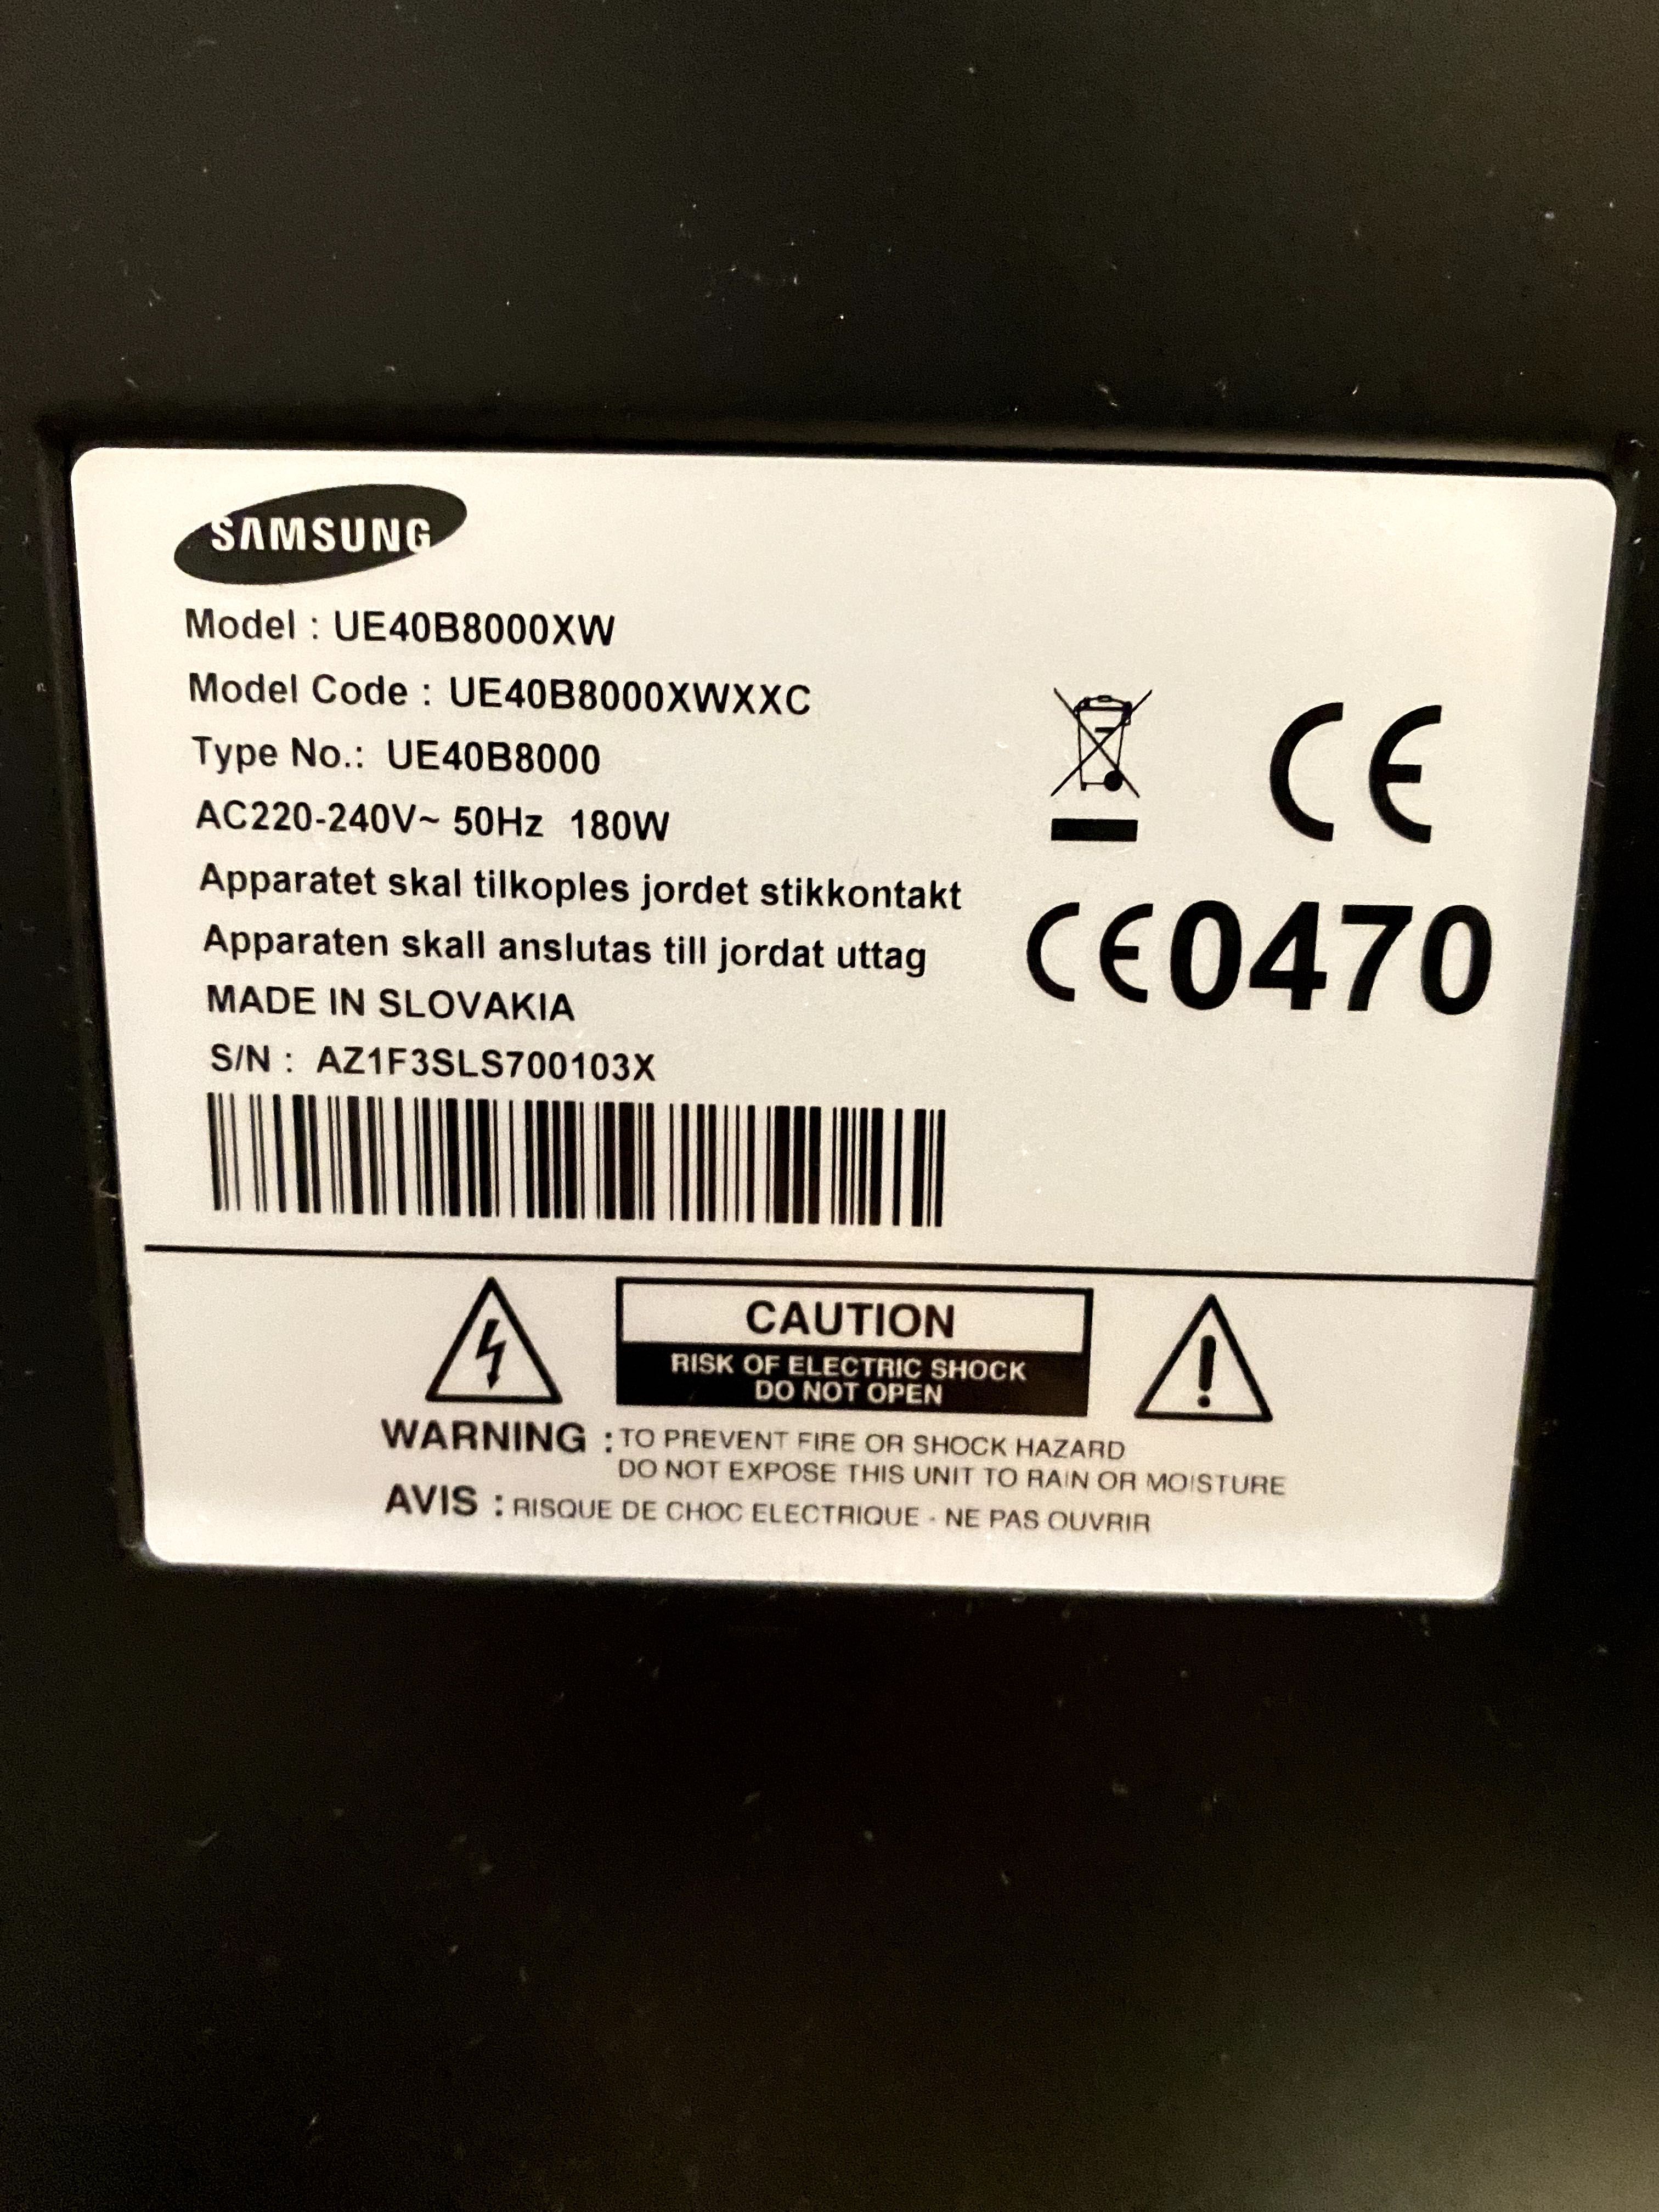 SAMSUNG
Model : UE40B8000XW
Model Code : UE40B8000XWXXC
Type No.: UE40B8000
AC220-240V~ 50Hz 180W
Apparatet skal tilkoples jordet stikkontakt
Apparaten skall anslutas till jordat uttag
MADE IN SLOVAKIA
S/N : AZ1F3SLS700103X
CE
CE0470
CAUTION
RISK OF ELECTRIC SHOCK
DO NOT OPEN
WARNING : TO PREVENT FIRE OR SHOCK HAZARD
DO NOT EXPOSE THIS UNIT TO RAIN OR MOISTURE
AVIS : RISQUE DE CHOC ELECTRIQUE - NE PAS OUVRIR